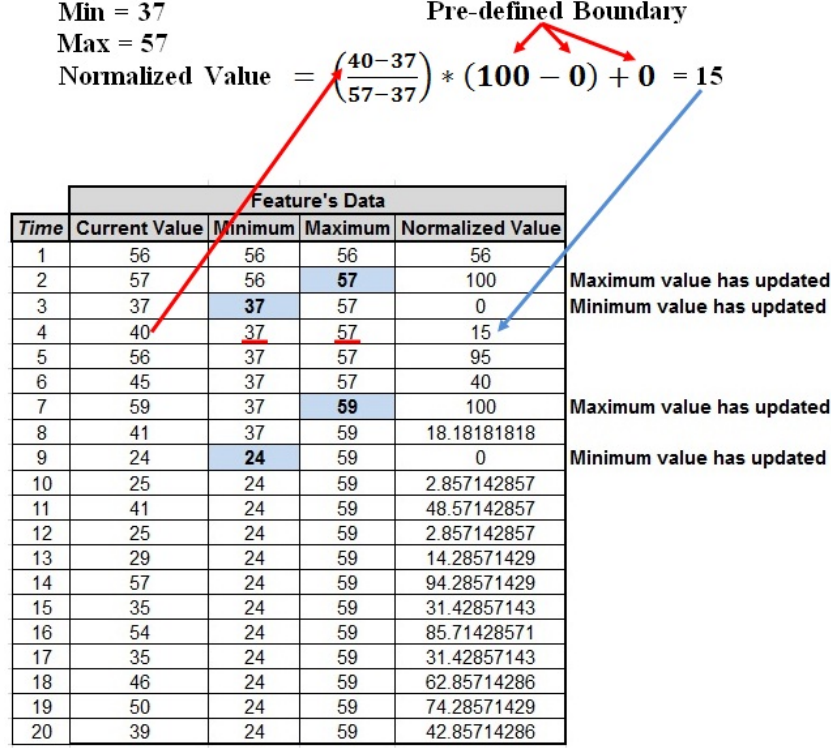 Min = 37
Pre-defined Boundary
Max = 57
Normalized Value = (40−37 / 57−37) * (100 − 0) + 0 = 15
Feature's Data
Time Current Value Minimum Maximum Normalized Value
1 56 56 56 56
2 57 56 57 100 Maximum value has updated
3 37 37 57 0 Minimum value has updated
4 40 37 57 15
5 56 37 57 95
6 45 37 57 40
7 59 37 59 100 Maximum value has updated
8 41 37 59 18.18181818
9 24 24 59 0 Minimum value has updated
10 25 24 59 2.857142857
11 41 24 59 48.57142857
12 25 24 59 2.857142857
13 29 24 59 14.28571429
14 57 24 59 94.28571429
15 35 24 59 31.42857143
16 54 24 59 85.71428571
17 35 24 59 31.42857143
18 46 24 59 62.85714286
19 50 24 59 74.28571429
20 39 24 59 42.85714286